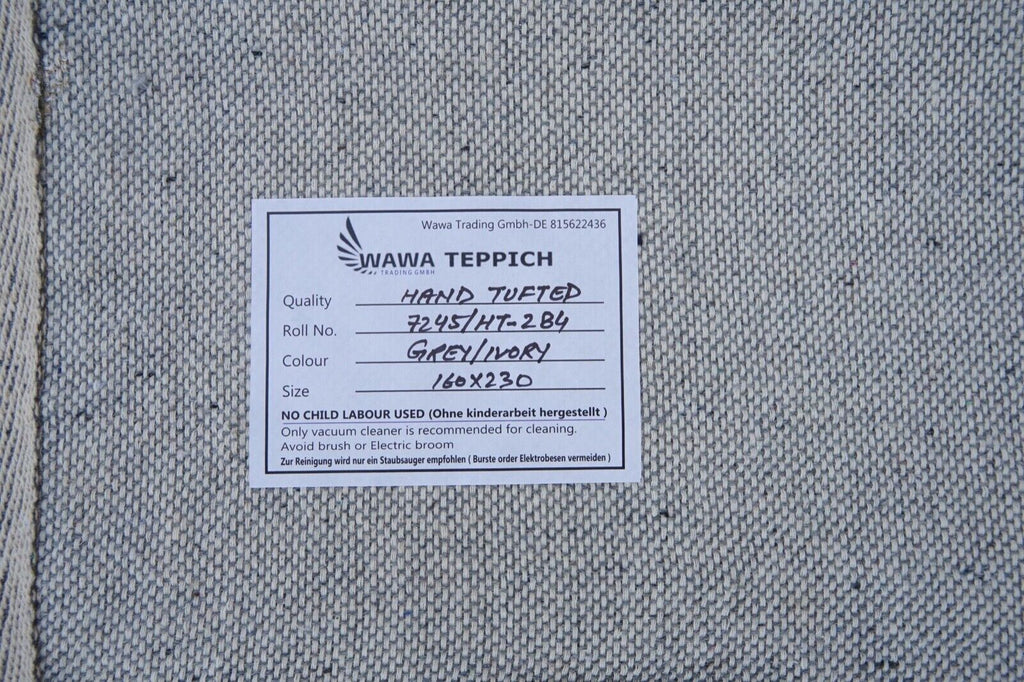 Wawa Trading Gmbh-DE 815622436
WAWA TEPPICH
TRADING GMBH
Quality HAND TUFTED
Roll No. 7245/HT-2B4
Colour GREY/IVORY
Size 160X230
NO CHILD LABOUR USED (Ohne kinderarbeit hergestellt )
Only vacuum cleaner is recommended for cleaning.
Avoid brush or Electric broom
Zur Reinigung wird nur ein Staubsauger empfohlen ( Burste order Elektrobesen vermeiden )